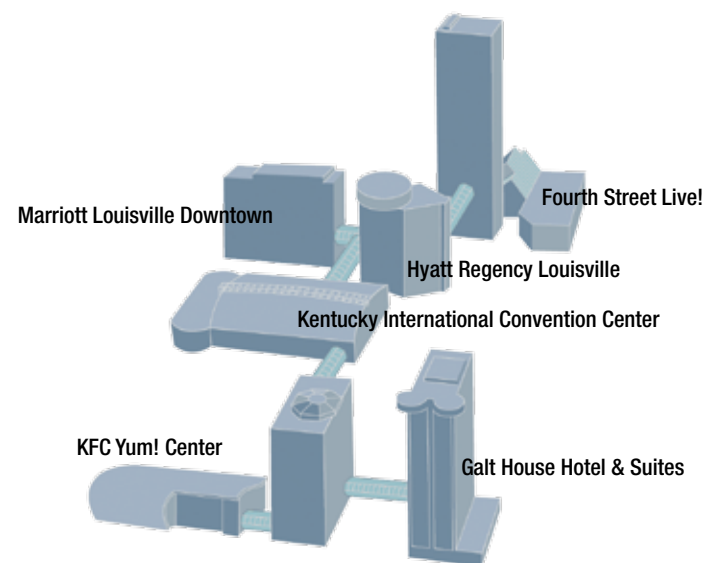 Fourth Street Live!
Marriott Louisville Downtown
Hyatt Regency Louisville
Kentucky International Convention Center
KFC Yum! Center
Galt House Hotel & Suites